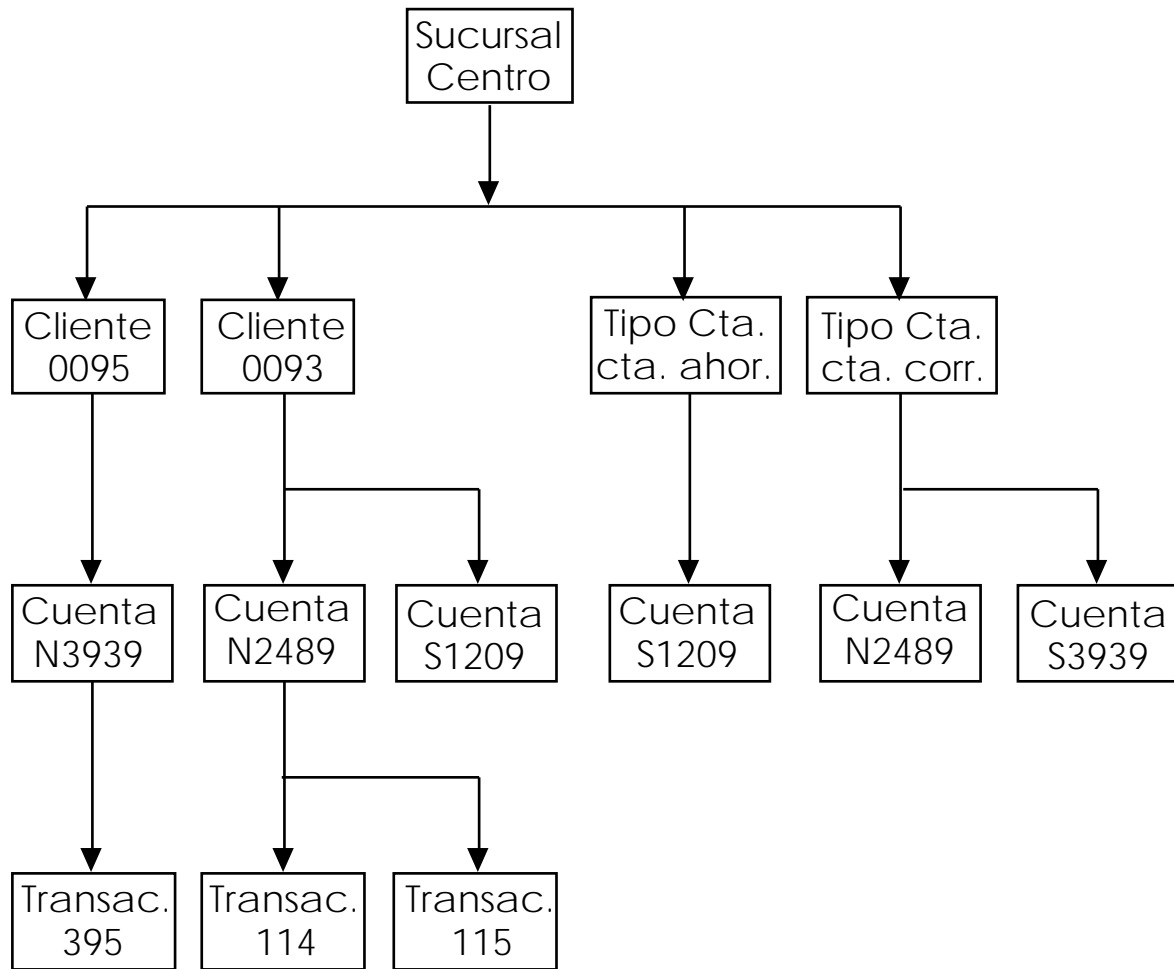 Sucursal
Centro
Cliente
0095
Cliente
0093
Tipo Cta.
cta. ahor.
Tipo Cta.
cta. corr.
Cuenta
N3939
Cuenta
N2489
Cuenta
S1209
Cuenta
S1209
Cuenta
N2489
Cuenta
S3939
Transac.
395
Transac.
114
Transac.
115